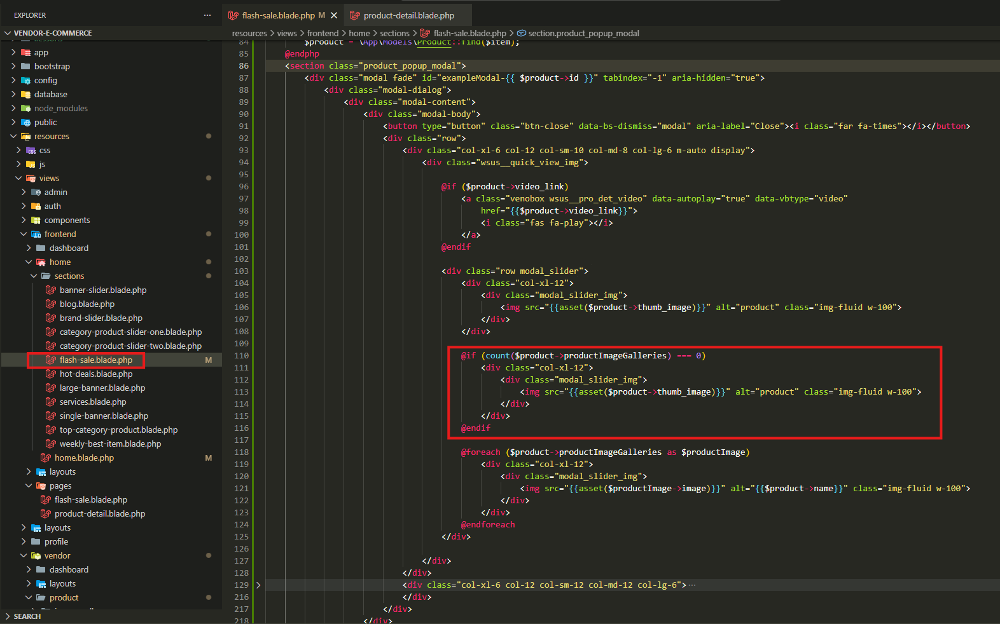 EXPLORER
···
VENDOR-E-COMMERCE
app
bootstrap
config
database
node_modules
public
resources
css
js
views
admin
auth
components
frontend
dashboard
home
sections
banner-slider.blade.php
blog.blade.php
brand-slider.blade.php
category-product-slider-one.blade.php
category-product-slider-two.blade.php
flash-sale.blade.php M
hot-deals.blade.php
large-banner.blade.php
services.blade.php
single-banner.blade.php
top-category-product.blade.php
weekly-best-item.blade.php
home.blade.php M
layouts
pages
flash-sale.blade.php
product-detail.blade.php
layouts
profile
vendor
dashboard
layouts
product
SEARCH
flash-sale.blade.php M × product-detail.blade.php
resources > views > frontend > home > sections > flash-sale.blade.php > section.product_popup_modal
84 $product = \App\Models\Product::find($item);
85 @endphp
86 <section class="product_popup_modal">
87 <div class="modal fade" id="exampleModal-{{ $product->id }}" tabindex="-1" aria-hidden="true">
88 <div class="modal-dialog">
89 <div class="modal-content">
90 <div class="modal-body">
91 <button type="button" class="btn-close" data-bs-dismiss="modal" aria-label="Close"><i class="far fa-times"></i></button>
92 <div class="row">
93 <div class="col-xl-6 col-12 col-sm-10 col-md-8 col-lg-6 m-auto display">
94 <div class="wsus__quick_view_img">
95
96 @if ($product->video_link)
97 <a class="venobox wsus__pro_det_video" data-autoplay="true" data-vbtype="video"
98 href="{{$product->video_link}}">
99 <i class="fas fa-play"></i>
100 </a>
101 @endif
102
103 <div class="row modal_slider">
104 <div class="col-xl-12">
105 <div class="modal_slider_img">
106 <img src="{{asset($product->thumb_image)}}" alt="product" class="img-fluid w-100">
107 </div>
108 </div>
109
110 @if (count($product->productImageGalleries) === 0)
111 <div class="col-xl-12">
112 <div class="modal_slider_img">
113 <img src="{{asset($product->thumb_image)}}" alt="product" class="img-fluid w-100">
114 </div>
115 </div>
116 @endif
117
118 @foreach ($product->productImageGalleries as $productImage)
119 <div class="col-xl-12">
120 <div class="modal_slider_img">
121 <img src="{{asset($productImage->image)}}" alt="{{$product->name}}" class="img-fluid w-100">
122 </div>
123 </div>
124 @endforeach
125 </div>
126
127 </div>
128 </div>
129 <div class="col-xl-6 col-12 col-sm-12 col-md-12 col-lg-6">···
216 </div>
217 </div>
218 </div>